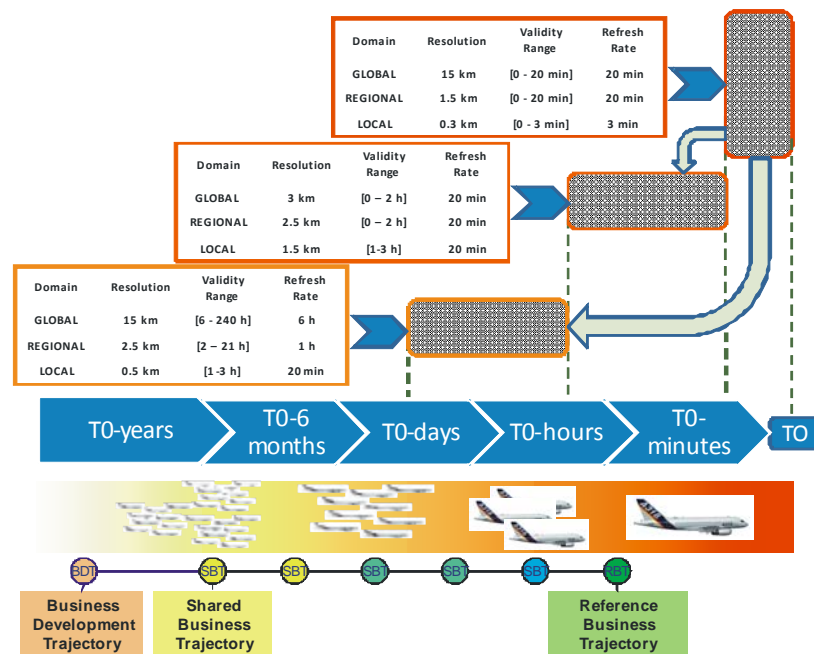 Domain Resolution Validity Range Refresh Rate
GLOBAL 15 km [0 - 20 min] 20 min
REGIONAL 1.5 km [0 - 20 min] 20 min
LOCAL 0.3 km [0 - 3 min] 3 min
Domain Resolution Validity Range Refresh Rate
GLOBAL 3 km [0 – 2 h] 20 min
REGIONAL 2.5 km [0 – 2 h] 20 min
LOCAL 1.5 km [1-3 h] 20 min
Domain Resolution Validity Range Refresh Rate
GLOBAL 15 km [6 - 240 h] 6 h
REGIONAL 2.5 km [2 – 21 h] 1 h
LOCAL 0.5 km [1-3 h] 20 min
T0-years
T0-6
months
T0-days
T0-hours
T0-
minutes
TO
BDT SBT SBT SBT SBT SBT RBT
Business
Development
Trajectory
Shared
Business
Trajectory
Reference
Business
Trajectory